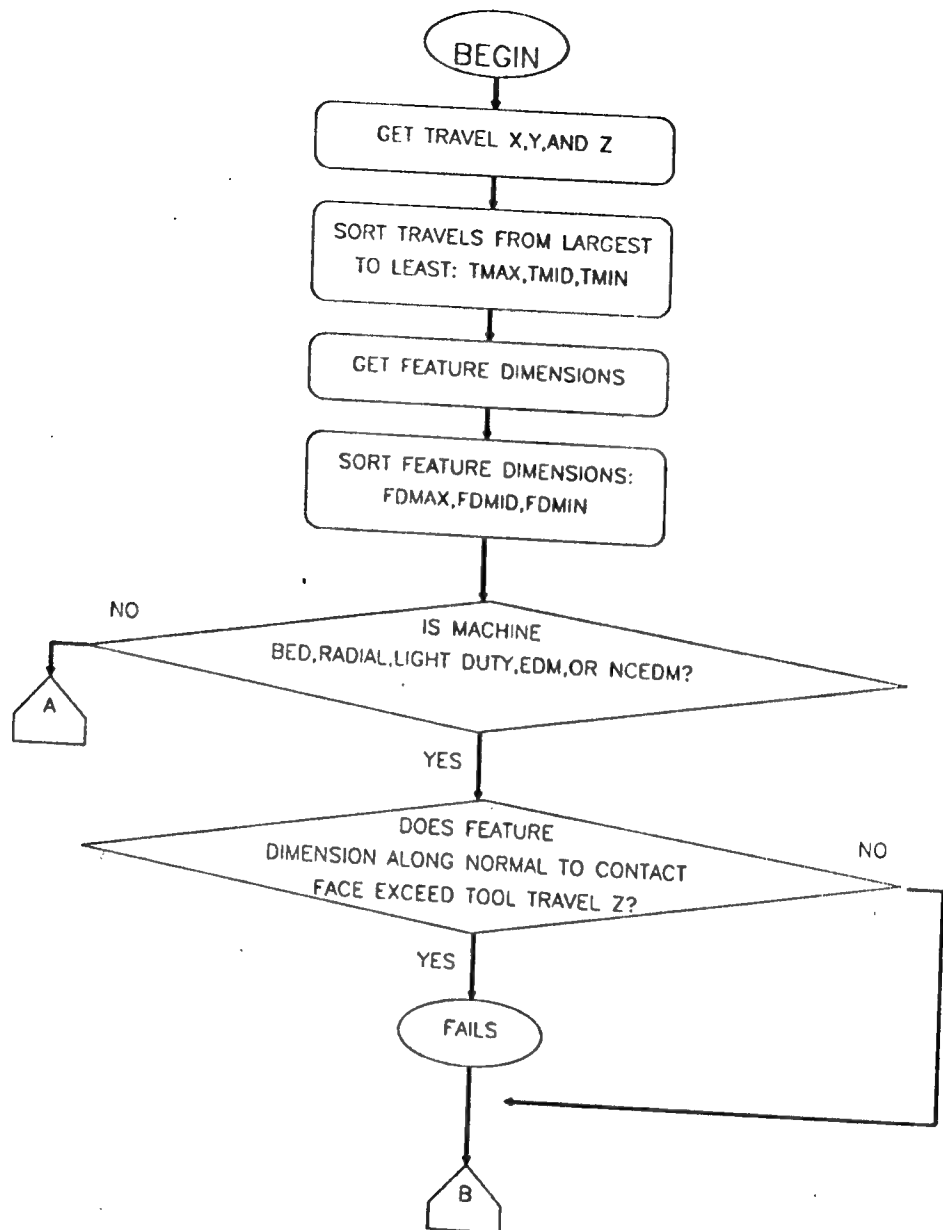 BEGIN
GET TRAVEL X,Y,AND Z
SORT TRAVELS FROM LARGEST
TO LEAST: TMAX,TMID,TMIN
GET FEATURE DIMENSIONS
SORT FEATURE DIMENSIONS:
FDMAX,FDMID,FDMIN
NO
IS MACHINE
BED,RADIAL,LIGHT DUTY,EDM,OR NCEDM?
A
YES
DOES FEATURE
DIMENSION ALONG NORMAL TO CONTACT
FACE EXCEED TOOL TRAVEL Z?
NO
YES
FAILS
B